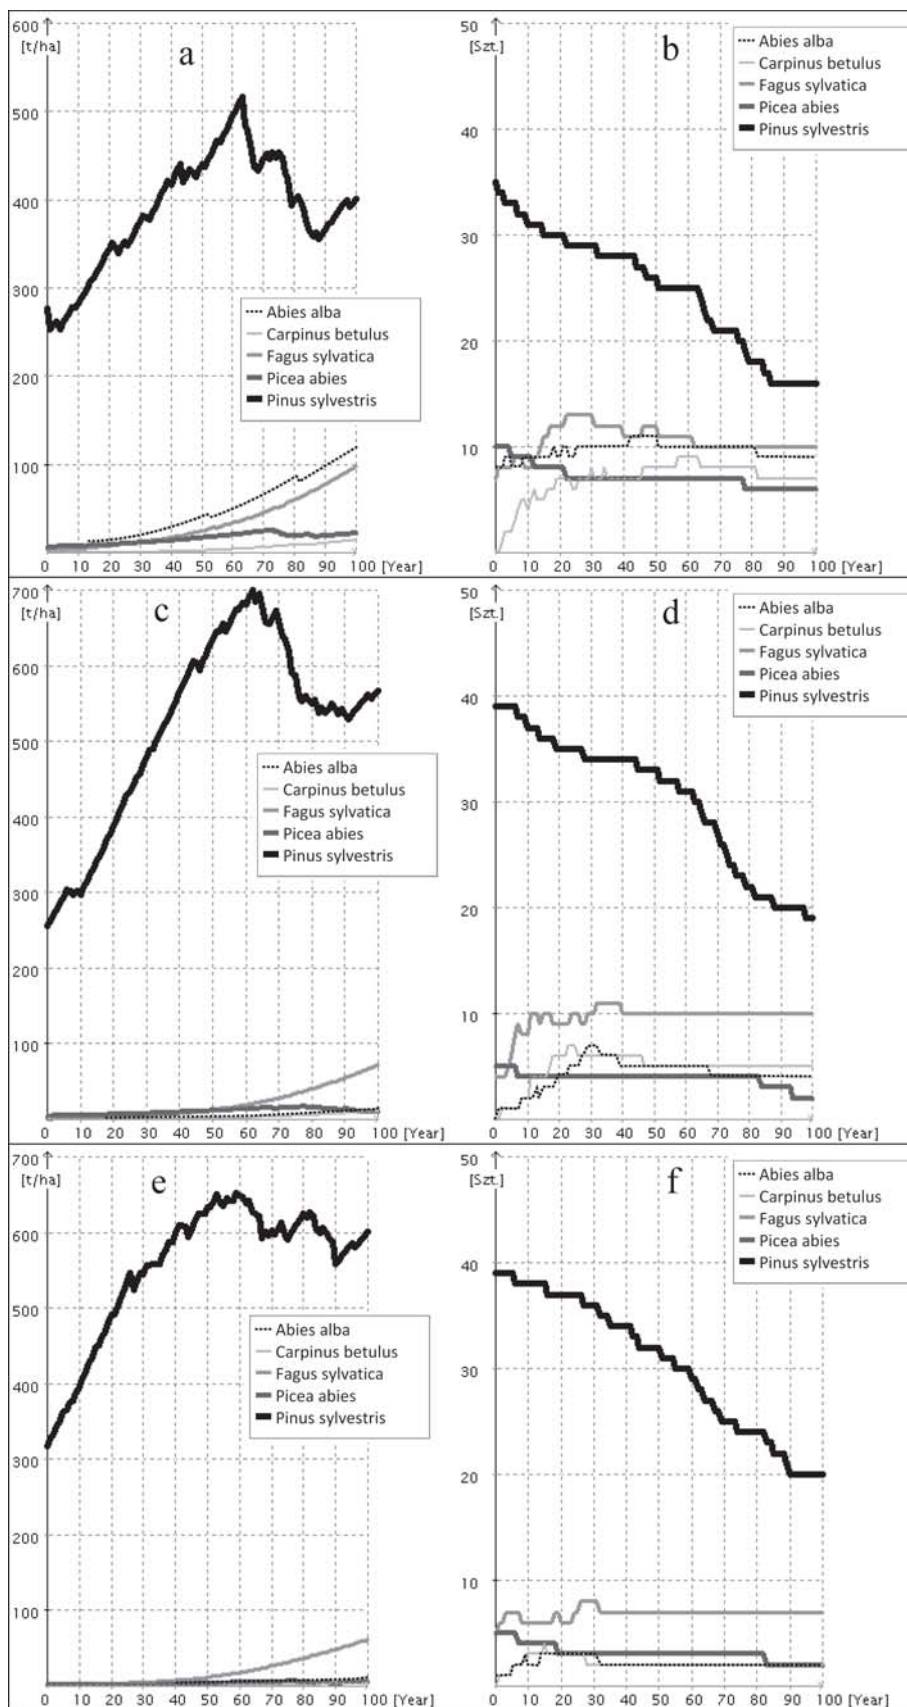 600
[t/ha]
a
500
400
300
200
100
Abies alba
Carpinus betulus
Fagus sylvatica
Picea abies
Pinus sylvestris
0 10 20 30 40 50 60 70 80 90 100 [Year]
50
[Szt.]
b
40
30
20
10
Abies alba
Carpinus betulus
Fagus sylvatica
Picea abies
Pinus sylvestris
0 10 20 30 40 50 60 70 80 90 100 [Year]
700
[t/ha]
c
600
500
400
300
200
100
Abies alba
Carpinus betulus
Fagus sylvatica
Picea abies
Pinus sylvestris
0 10 20 30 40 50 60 70 80 90 100 [Year]
50
[Szt.]
d
40
30
20
10
Abies alba
Carpinus betulus
Fagus sylvatica
Picea abies
Pinus sylvestris
0 10 20 30 40 50 60 70 80 90 100 [Year]
700
[t/ha]
e
600
500
400
300
200
100
Abies alba
Carpinus betulus
Fagus sylvatica
Picea abies
Pinus sylvestris
0 10 20 30 40 50 60 70 80 90 100 [Year]
50
[Szt.]
f
40
30
20
10
Abies alba
Carpinus betulus
Fagus sylvatica
Picea abies
Pinus sylvestris
0 10 20 30 40 50 60 70 80 90 100 [Year]